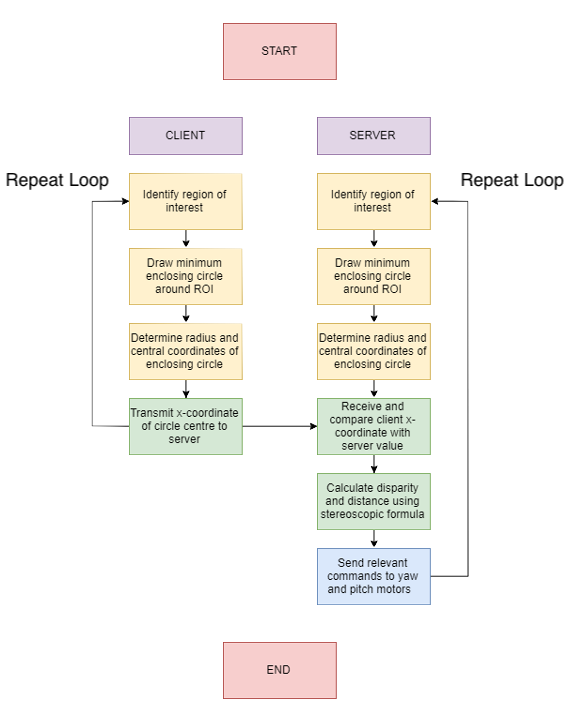 START
CLIENT
SERVER
Repeat Loop
Repeat Loop
Identify region of
interest
Identify region of
interest
Draw minimum
enclosing circle
around ROI
Draw minimum
enclosing circle
around ROI
Determine radius and
central coordinates of
enclosing circle
Determine radius and
central coordinates of
enclosing circle
Transmit x-coordinate
of circle centre to
server
Receive and
compare client x-
coordinate with
server value
Calculate disparity
and distance using
stereoscopic formula
Send relevant
commands to yaw
and pitch motors
END